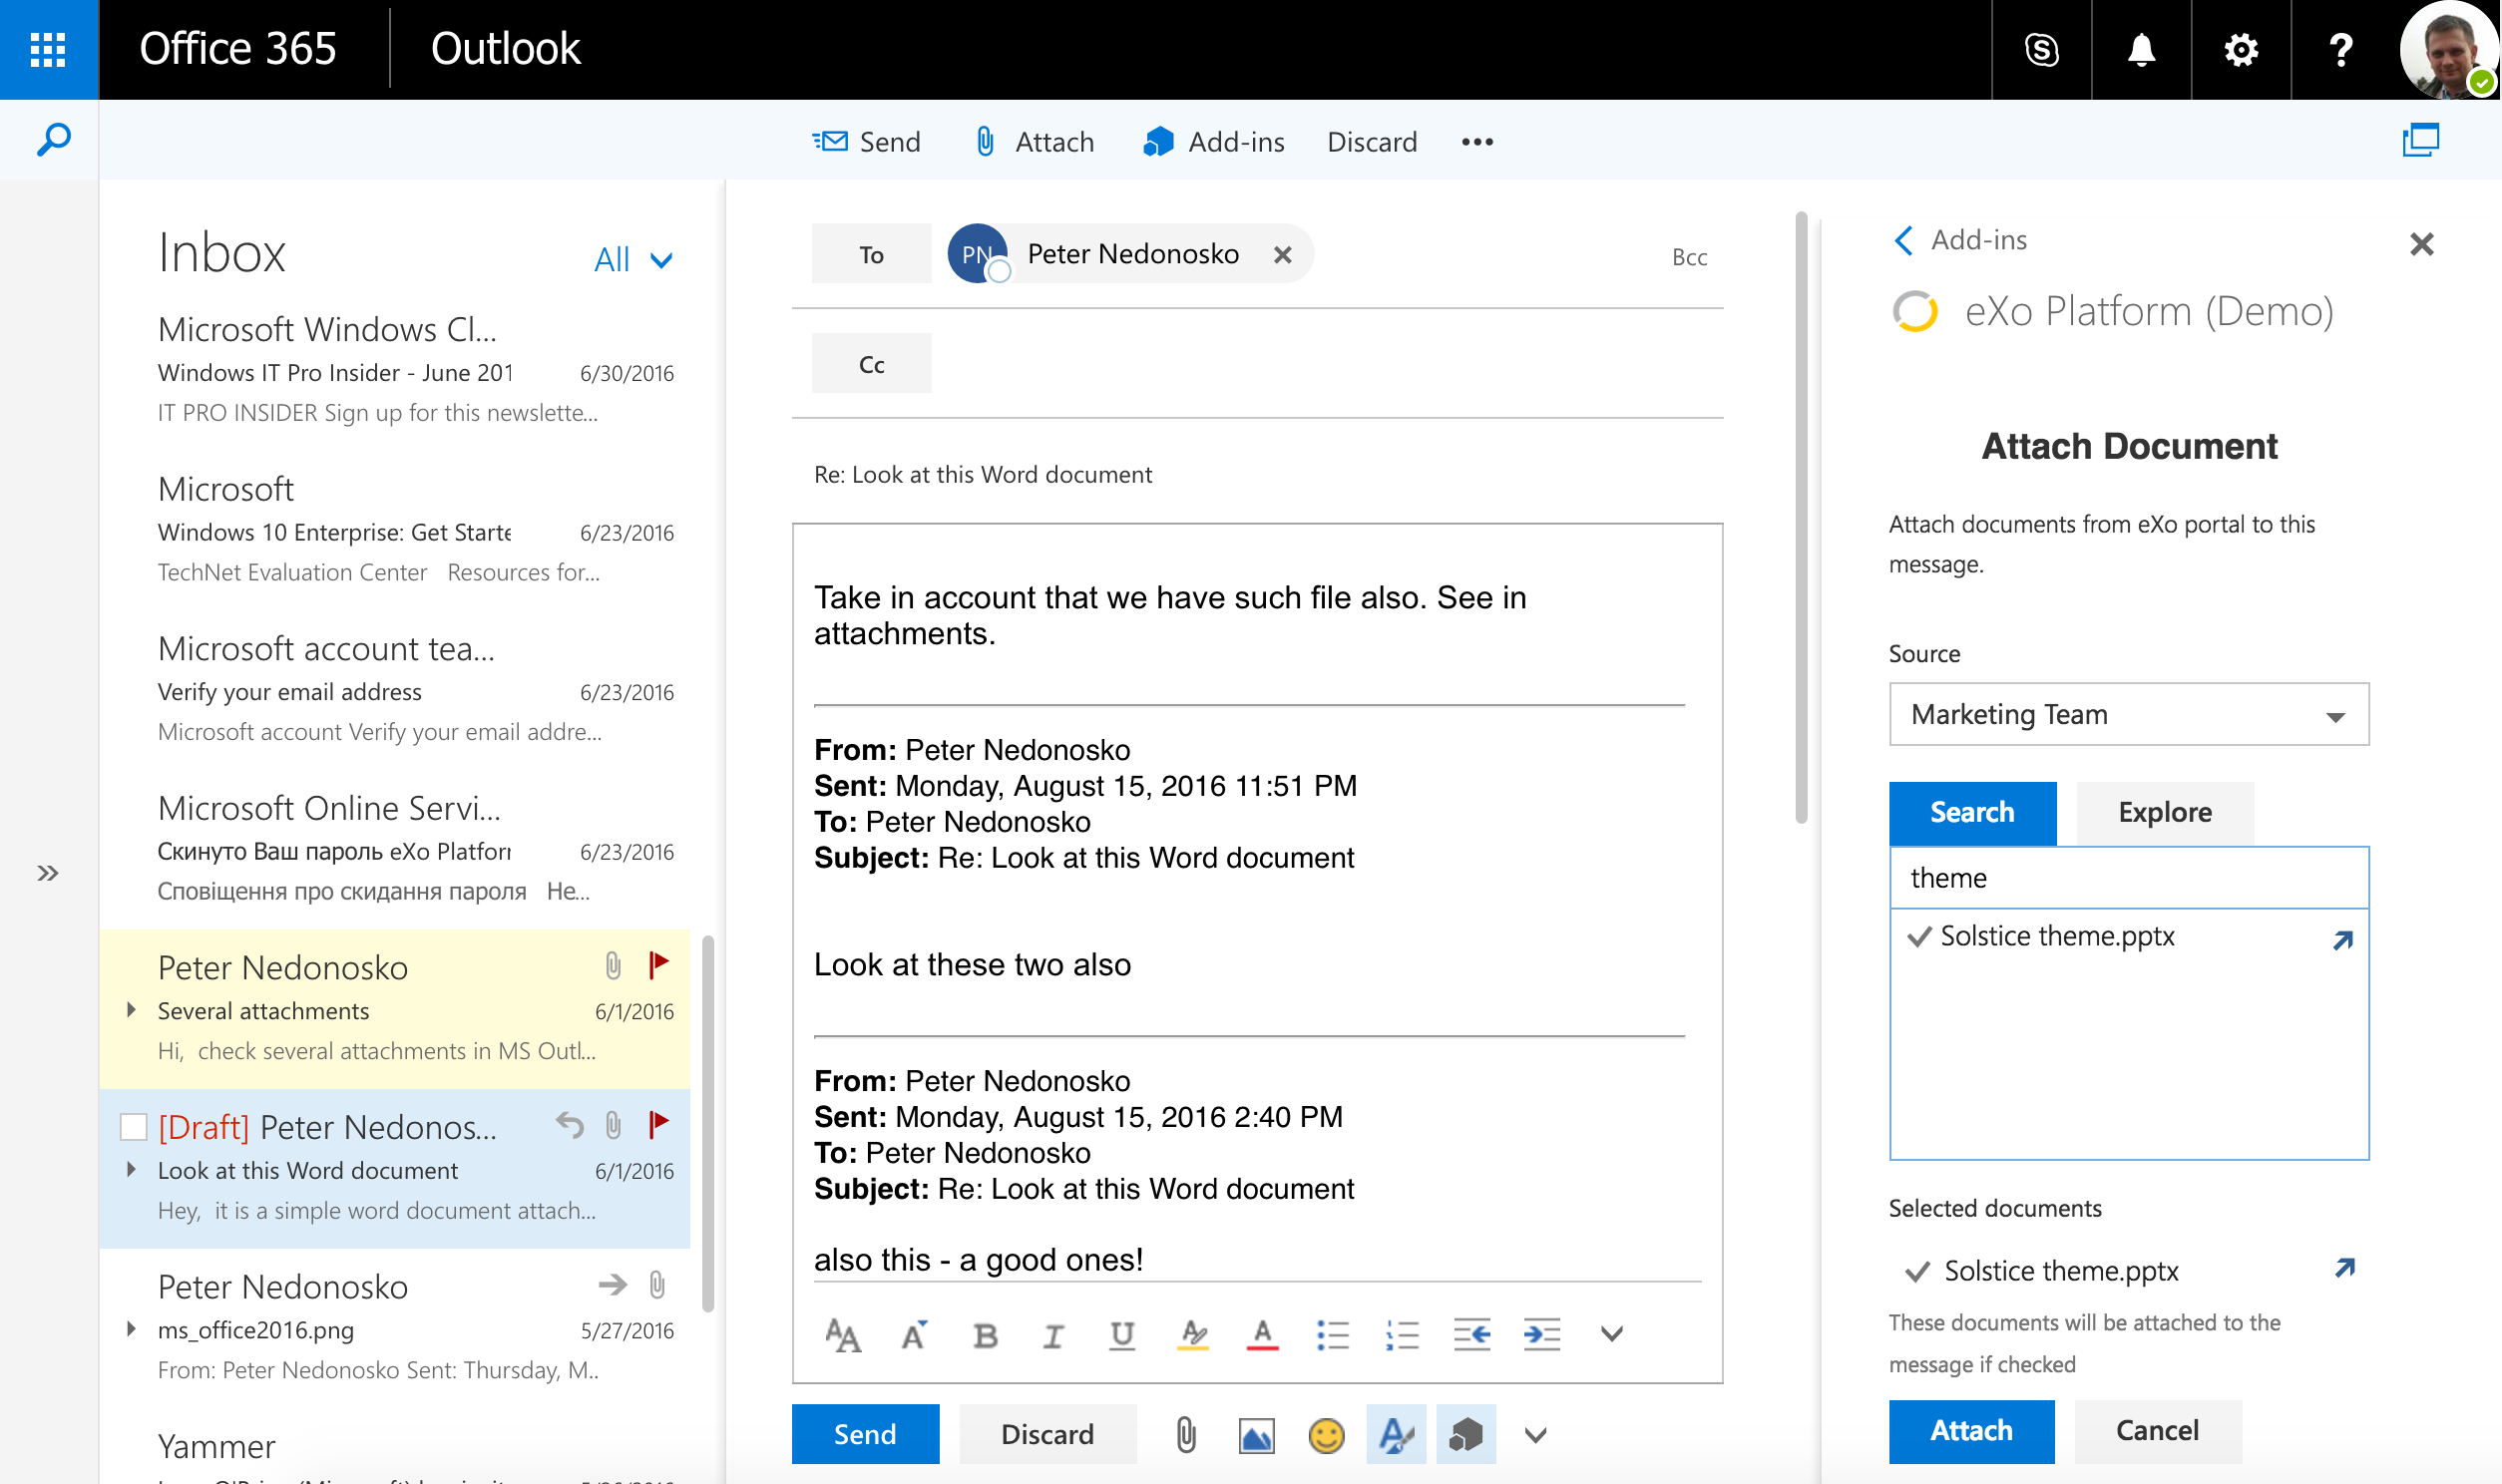 Office 365
Outlook
Send
Attach
Add-ins
Discard
Inbox
All
Microsoft Windows Cl...
Windows IT Pro Insider - June 201
6/30/2016
IT PRO INSIDER Sign up for this newslette...
Microsoft
Windows 10 Enterprise: Get Starte
6/23/2016
TechNet Evaluation Center Resources for...
Microsoft account tea...
Verify your email address
6/23/2016
Microsoft account Verify your email addre...
Microsoft Online Servi...
Скинуто Ваш пароль eXo Platforr
6/23/2016
Сповіщення про скидання пароля Не...
Peter Nedonosko
Several attachments
6/1/2016
Hi, check several attachments in MS Outl...
[Draft] Peter Nedonos...
Look at this Word document
6/1/2016
Hey, it is a simple word document attach...
Peter Nedonosko
ms_office2016.png
5/27/2016
From: Peter Nedonosko Sent: Thursday, M..
Yammer
To
PN
Peter Nedonosko
Bcc
Cc
Re: Look at this Word document
Take in account that we have such file also. See in
attachments.
From: Peter Nedonosko
Sent: Monday, August 15, 2016 11:51 PM
To: Peter Nedonosko
Subject: Re: Look at this Word document
Look at these two also
From: Peter Nedonosko
Sent: Monday, August 15, 2016 2:40 PM
To: Peter Nedonosko
Subject: Re: Look at this Word document
also this - a good ones!
Send
Discard
Add-ins
eXo Platform (Demo)
Attach Document
Attach documents from eXo portal to this
message.
Source
Marketing Team
Search
Explore
theme
Solstice theme.pptx
Selected documents
Solstice theme.pptx
These documents will be attached to the
message if checked
Attach
Cancel